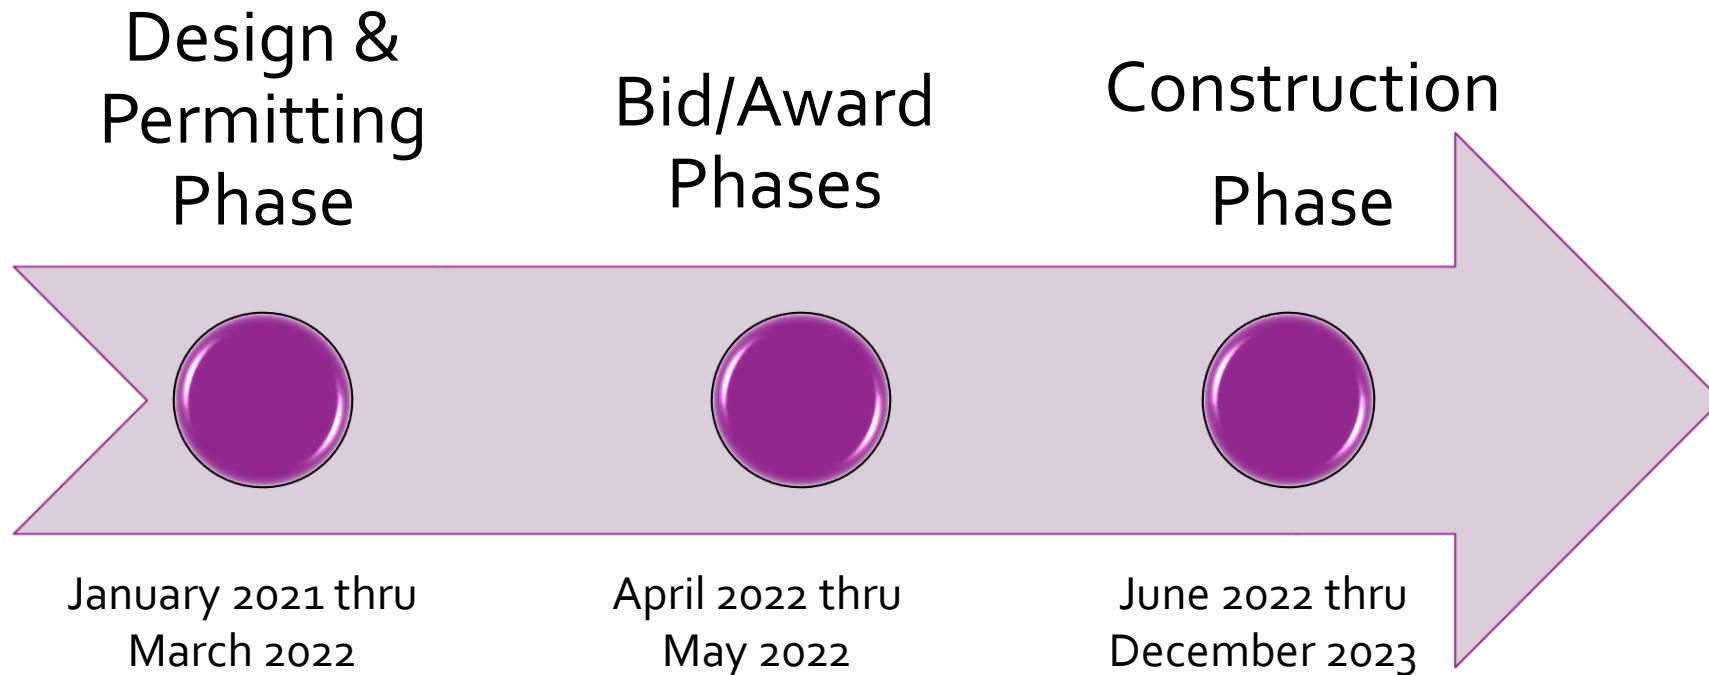 Design &
Permitting
Phase
Bid/Award
Phases
Construction
Phase
January 2021 thru
March 2022
April 2022 thru
May 2022
June 2022 thru
December 2023